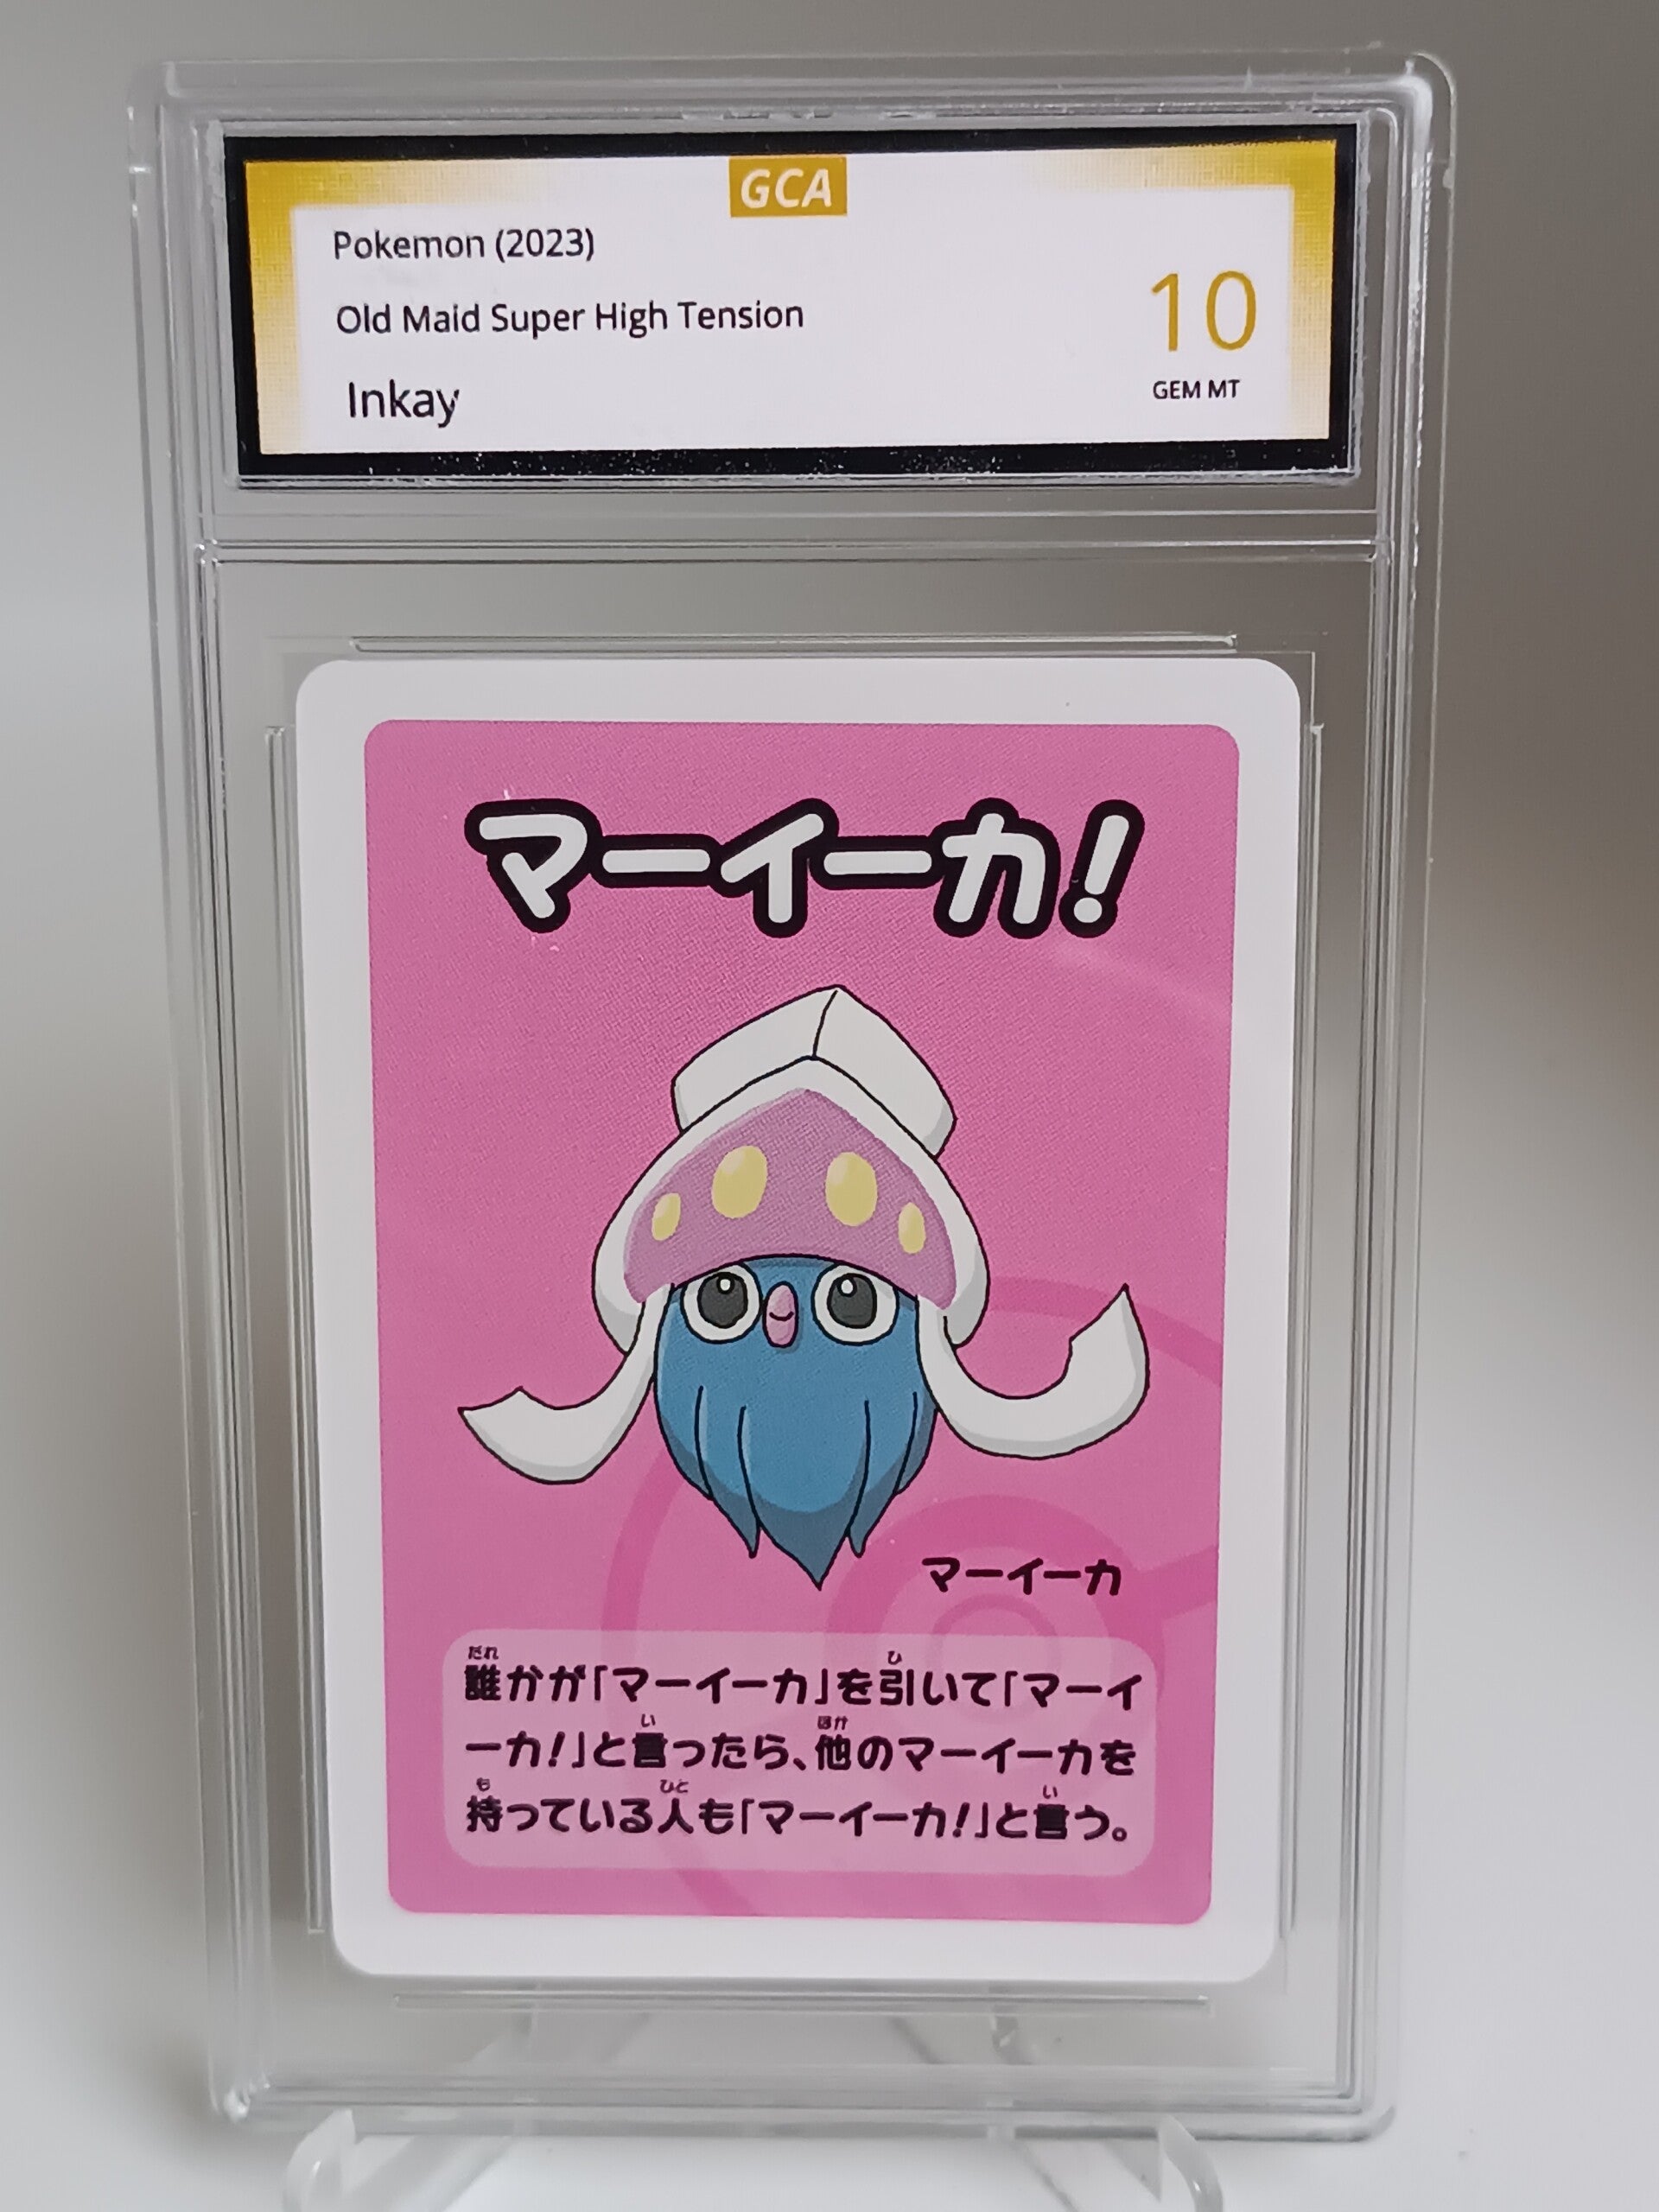 GCA
Pokemon (2023)
Old Maid Super High Tension
Inkay
10
GEM MT
マーイーカ!
マーイーカ
だれ ひ
誰かが「マーイーカ」を引いて「マーイ
い ほか
ーカ!」と言ったら、他のマーイーカを
も ひと い
持っている人も「マーイーカ!」と言う。